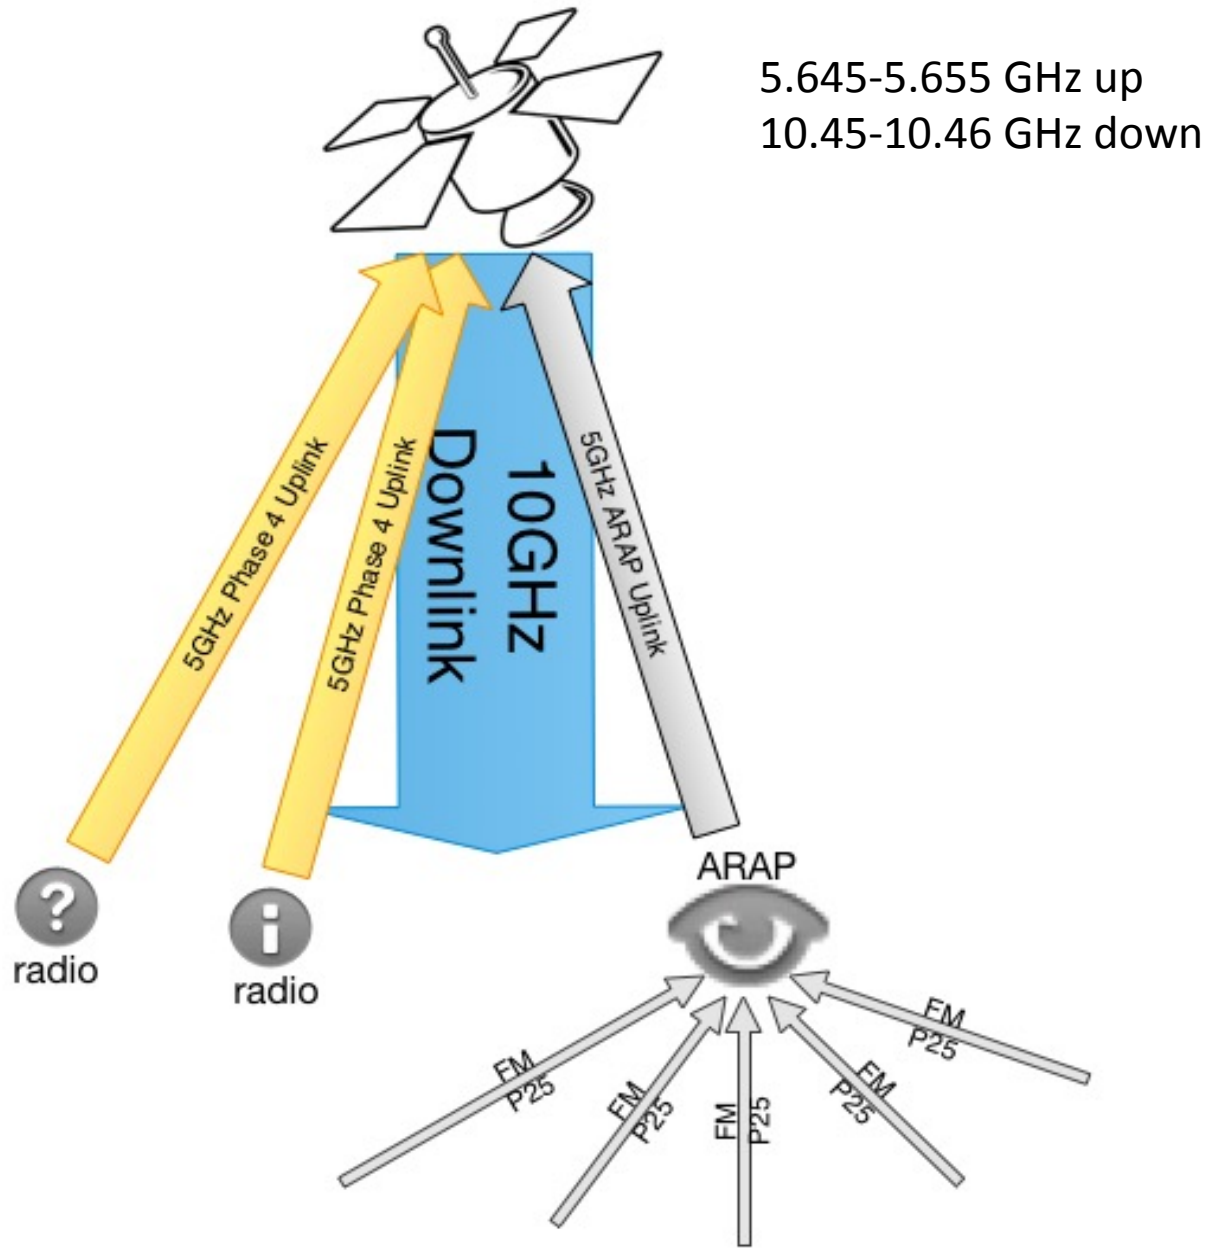 5.645-5.655 GHz up
10.45-10.46 GHz down
5GHz Phase 4 Uplink
5GHz Phase 4 Uplink
10GHz
Downlink
5GHz ARAP Uplink
ARAP
?
radio
i
radio
FM
P25
FM
P25
FM
P25
FM
P25
FM
P25